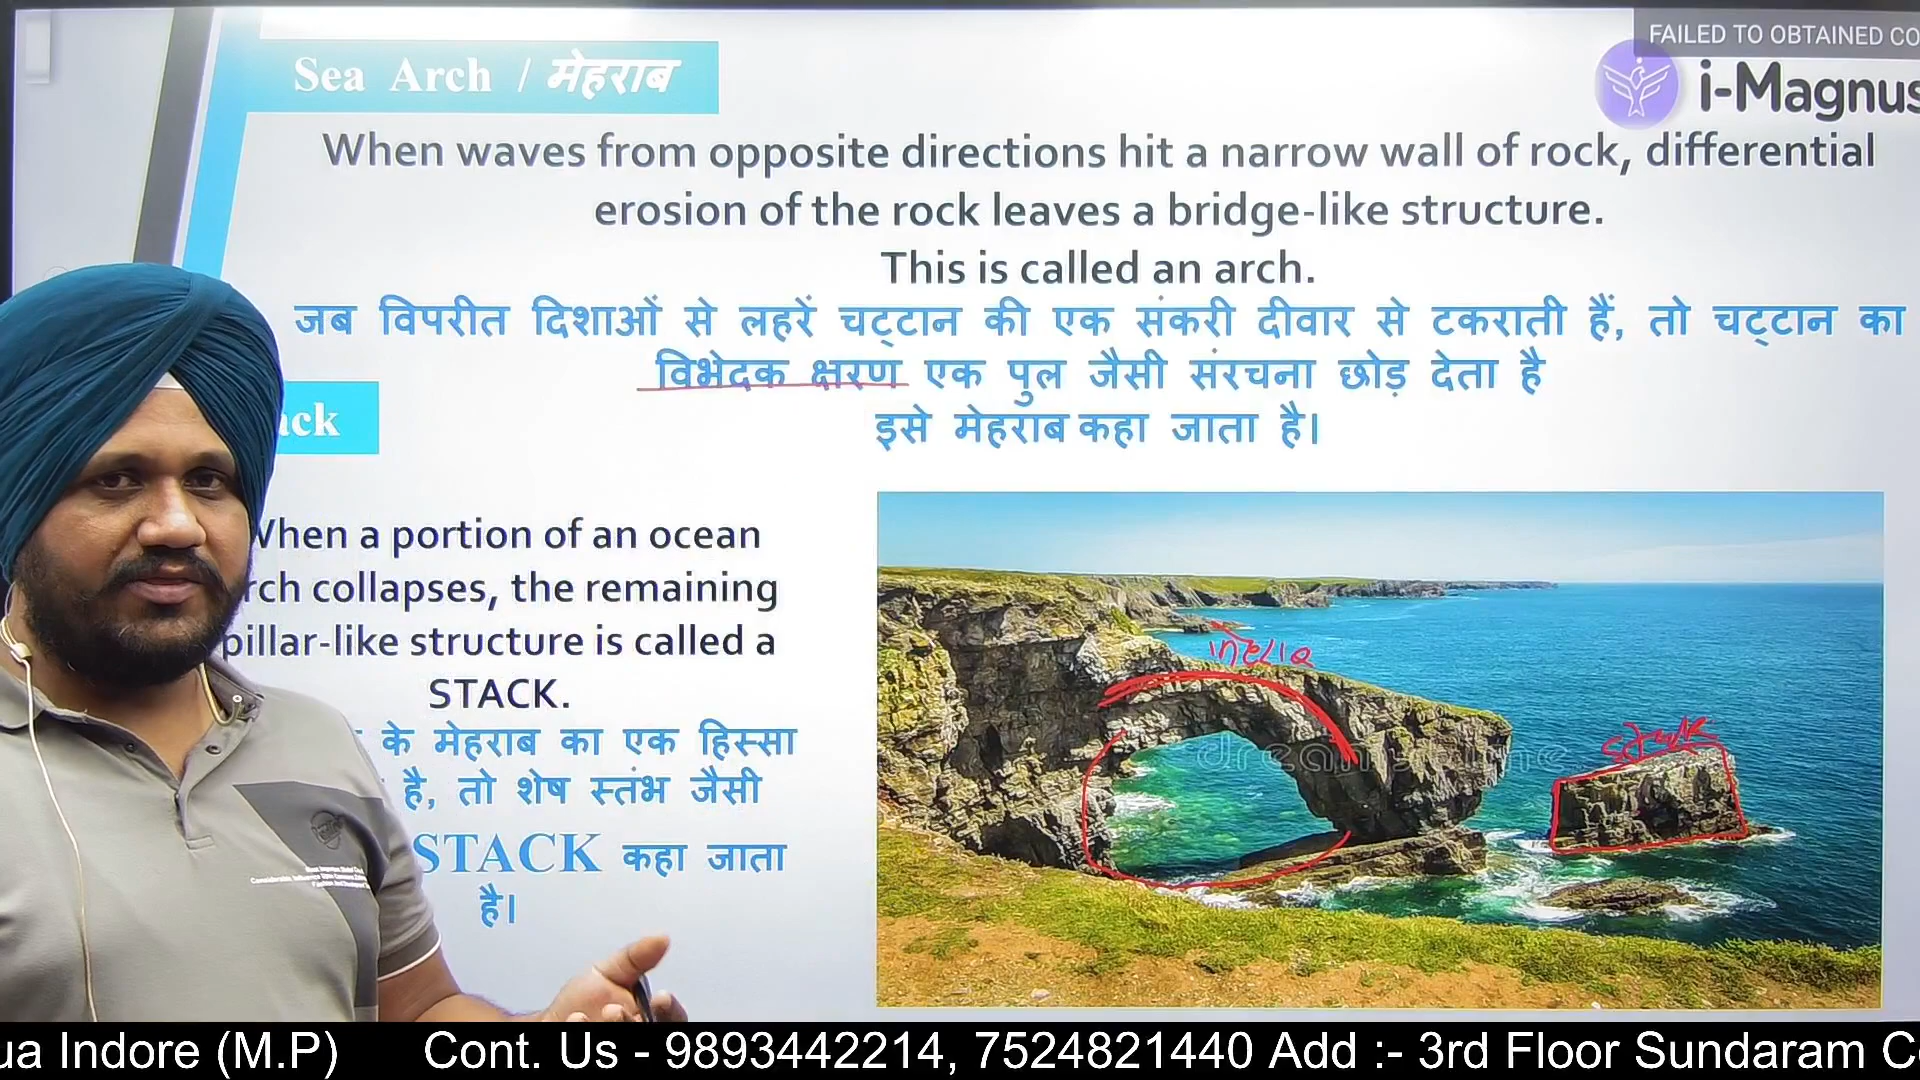 FAILED TO OBTAINED CO
i-Magnus
Sea Arch / मेहराब
When waves from opposite directions hit a narrow wall of rock, differential
erosion of the rock leaves a bridge-like structure.
This is called an arch.
जब विपरीत दिशाओं से लहरें चट्टान की एक संकरी दीवार से टकराती हैं, तो चट्टान का
विभेदक क्षरण एक पुल जैसी संरचना छोड़ देता है
इसे मेहराब कहा जाता है।
ack
When a portion of an ocean
rch collapses, the remaining
pillar-like structure is called a
STACK.
के मेहराब का एक हिस्सा
है, तो शेष स्तंभ जैसी
STACK कहा जाता
है।
मेहराब
stack
dreamstime
ua Indore (M.P) Cont. Us - 9893442214, 7524821440 Add :- 3rd Floor Sundaram Co